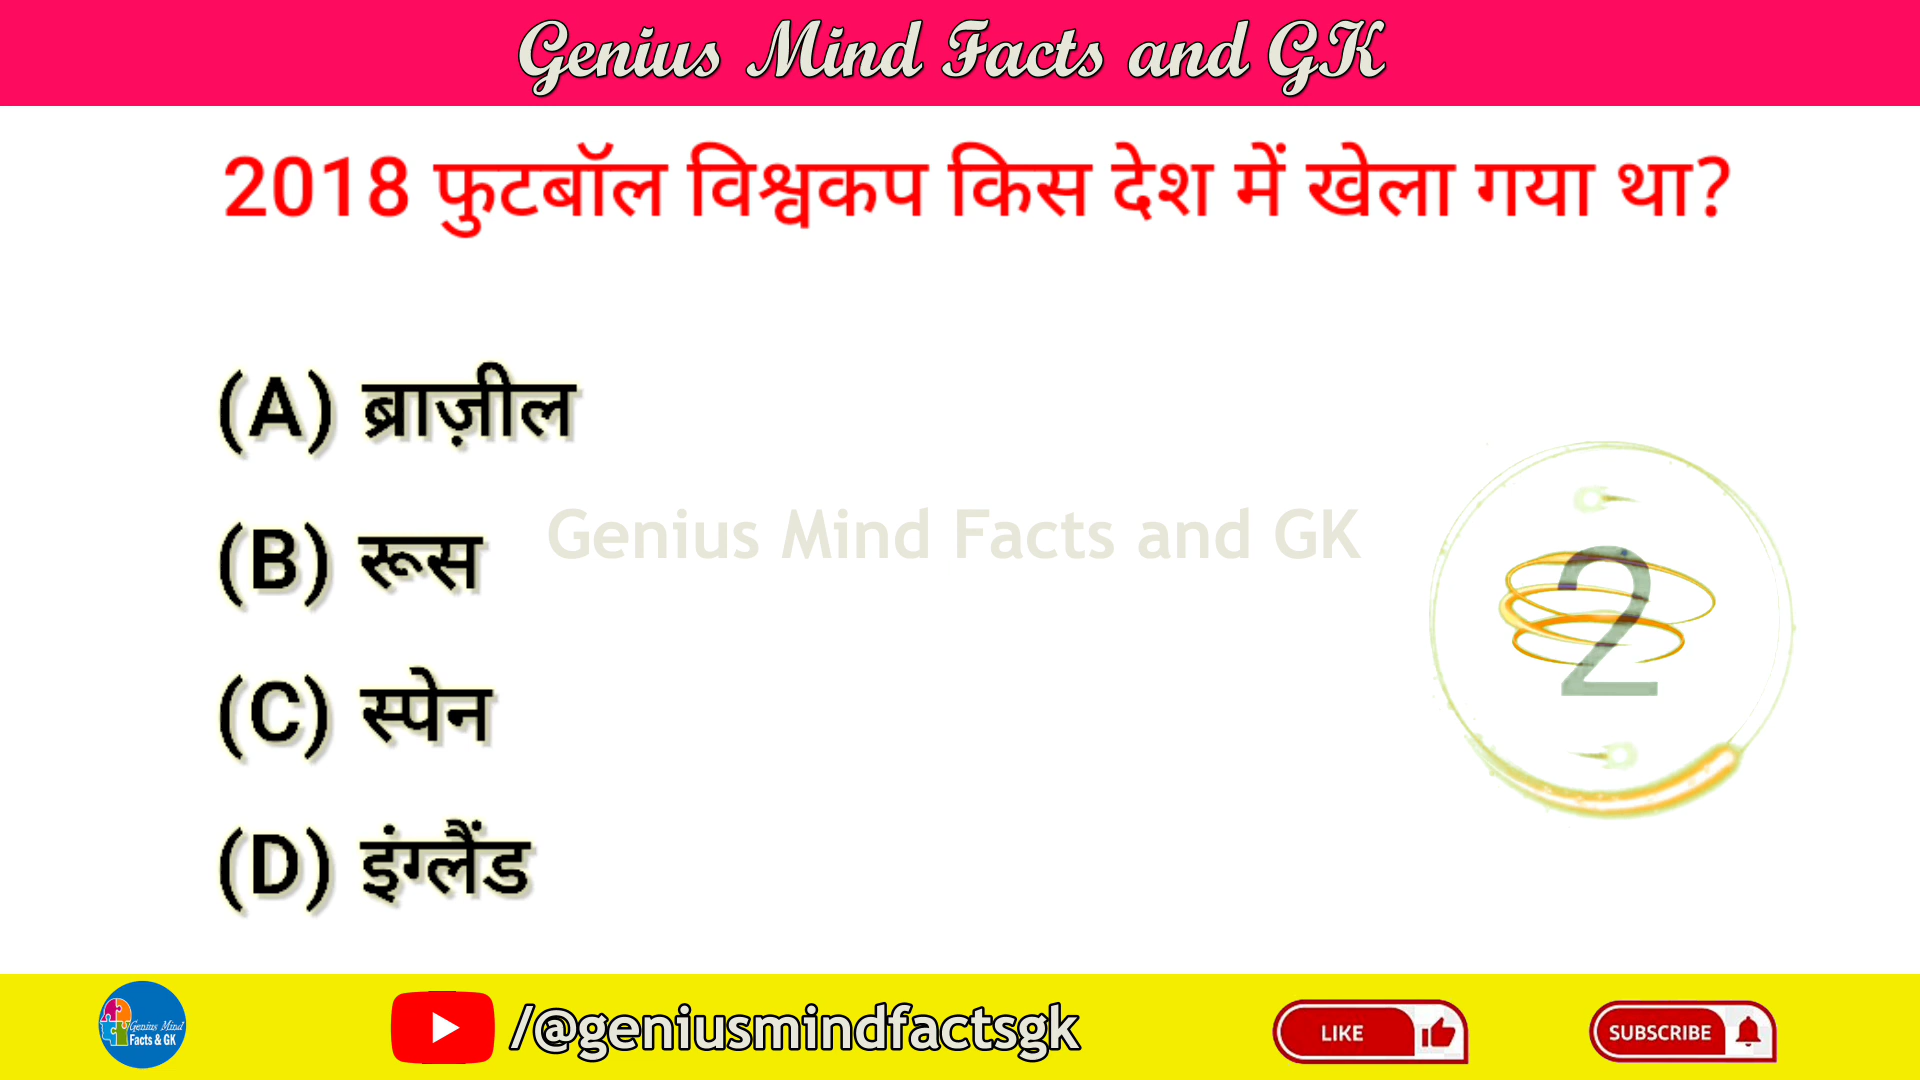 Genius Mind Facts and GK
2018 फुटबॉल विश्वकप किस देश में खेला गया था?
(A) ब्राज़ील
(B) रूस
Genius Mind Facts and GK
2
(C) स्पेन
(D) इंग्लैंड
Genius Mind
Facts & GK
/@geniusmindfactsgk
LIKE
SUBSCRIBE